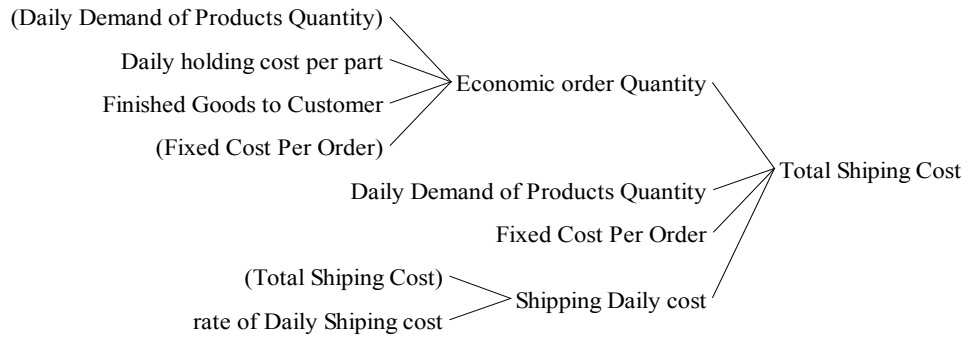 (Daily Demand of Products Quantity)
Daily holding cost per part
Economic order Quantity
Finished Goods to Customer
(Fixed Cost Per Order)
Total Shiping Cost
Daily Demand of Products Quantity
Fixed Cost Per Order
(Total Shiping Cost)
Shipping Daily cost
rate of Daily Shiping cost